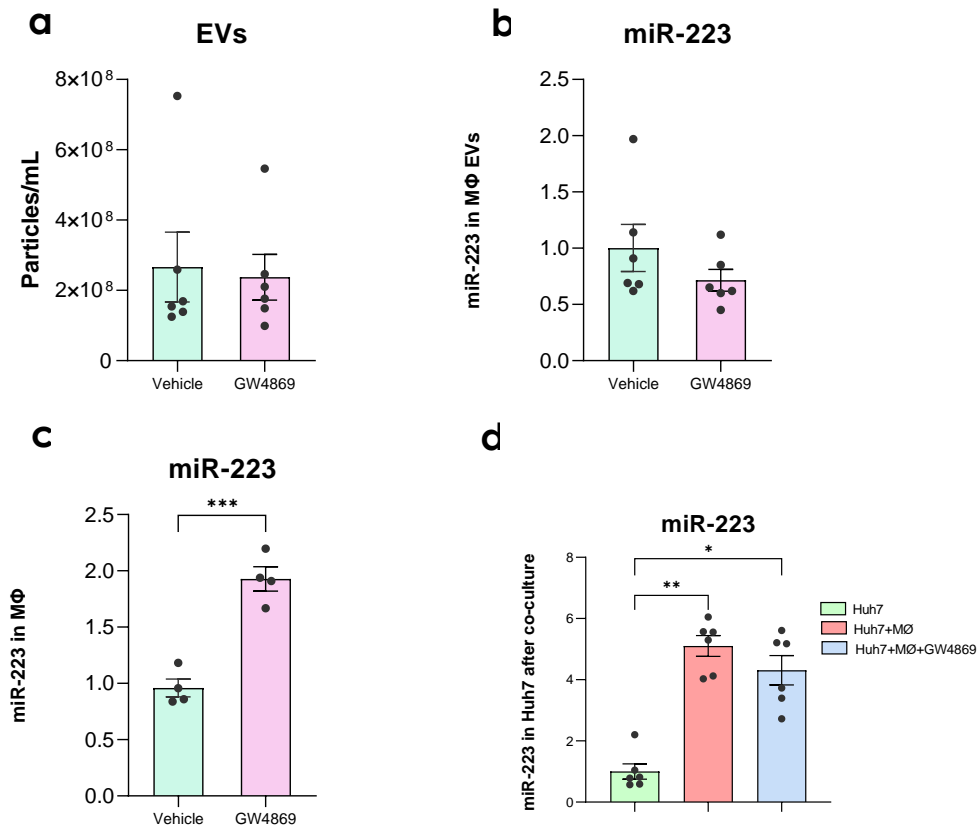 a
EVs
Particles/mL
8×10⁸
6×10⁸
4×10⁸
2×10⁸
0
Vehicle
GW4869
b
miR-223
miR-223 in MΦ EVs
2.5
2.0
1.5
1.0
0.5
0.0
Vehicle
GW4869
c
miR-223
miR-223 in MΦ
2.5
2.0
1.5
1.0
0.5
0.0
***
Vehicle
GW4869
d
miR-223
miR-223 in Huh7 after co-culture
8
6
4
2
0
*
**
Huh7
Huh7+MØ
Huh7+MØ+GW4869